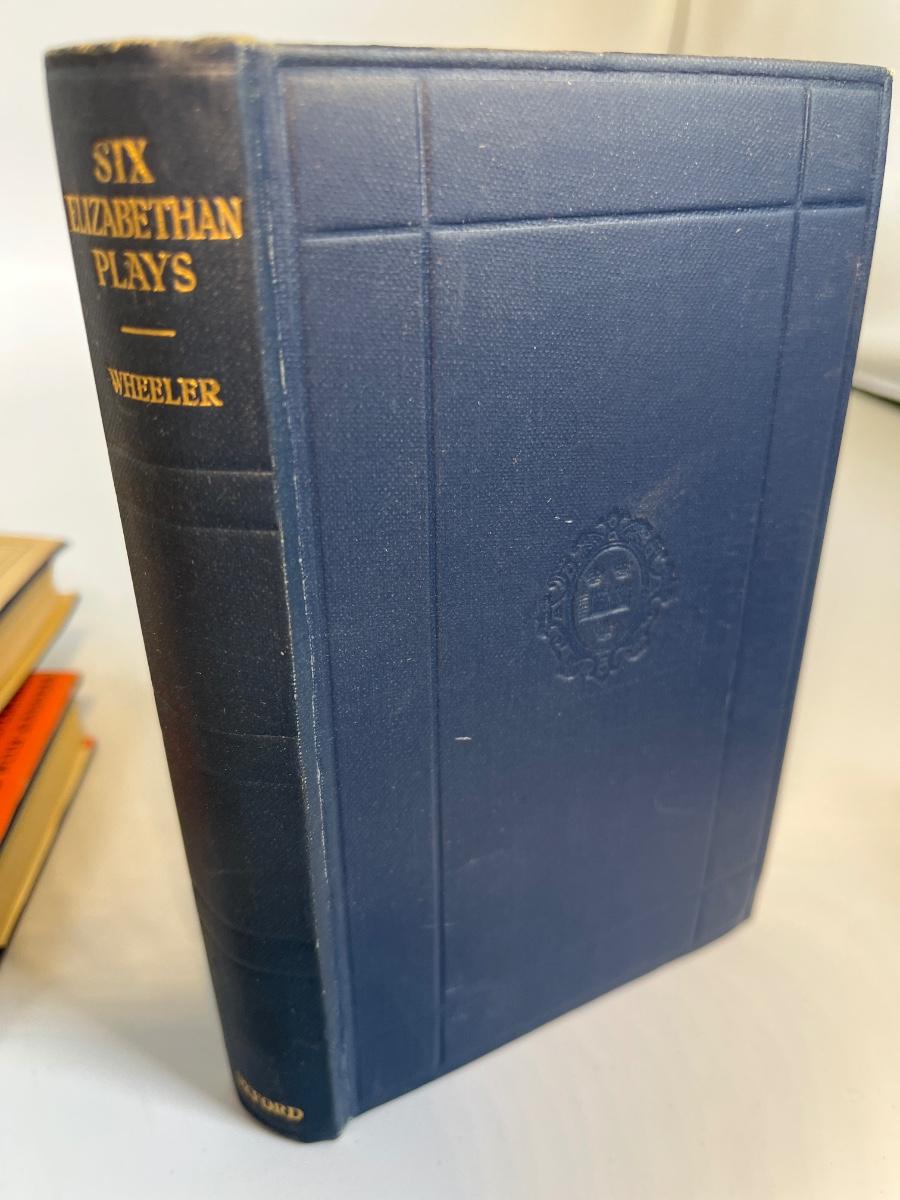 SIX
ELIZABETHAN
PLAYS
WHEELER
OXFORD